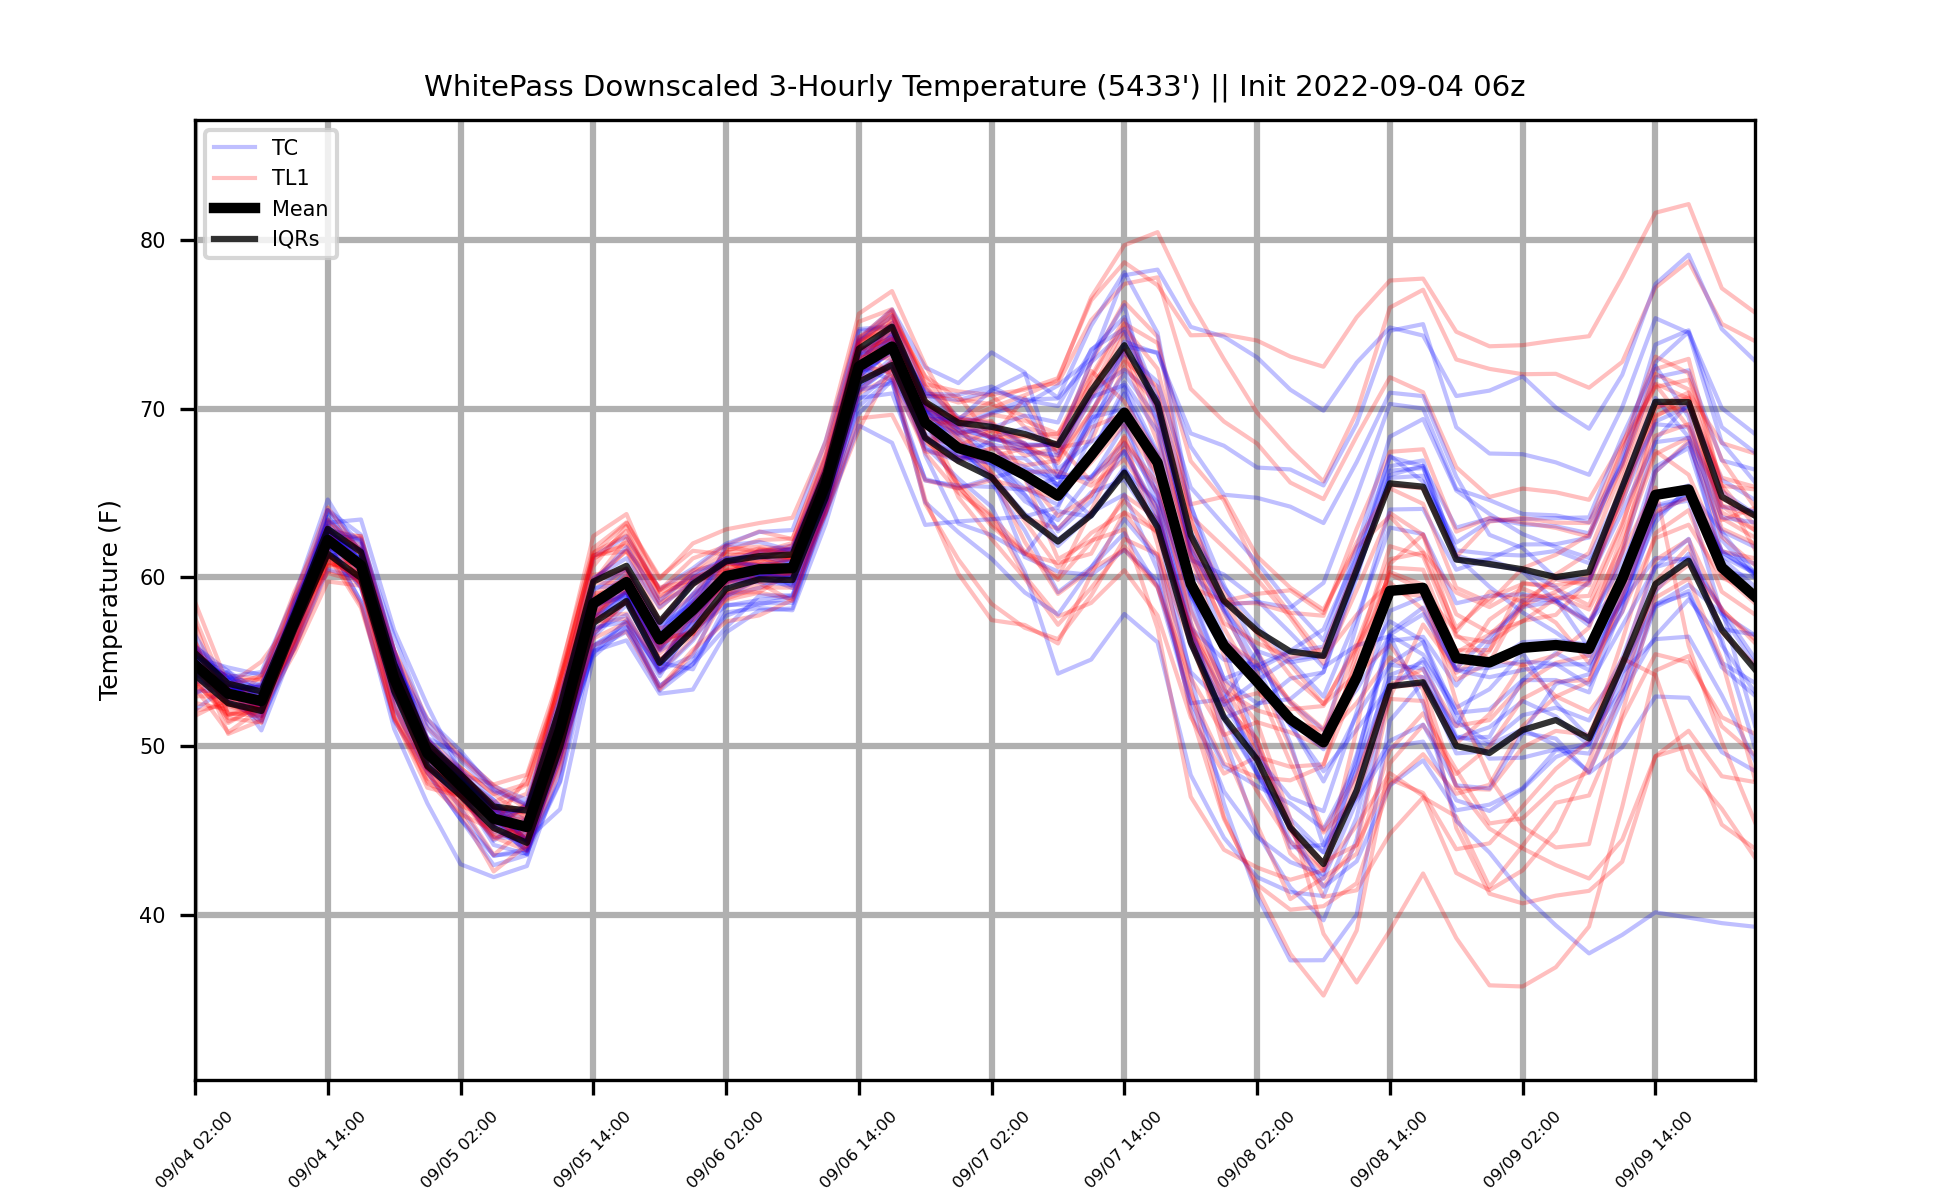 WhitePass Downscaled 3-Hourly Temperature (5433') || Init 2022-09-04 06z
TC
TL1
Mean
IQRs
Temperature (F)
80
70
60
50
40
09/04 02:00
09/04 14:00
09/05 02:00
09/05 14:00
09/06 02:00
09/06 14:00
09/07 02:00
09/07 14:00
09/08 02:00
09/08 14:00
09/09 02:00
09/09 14:00